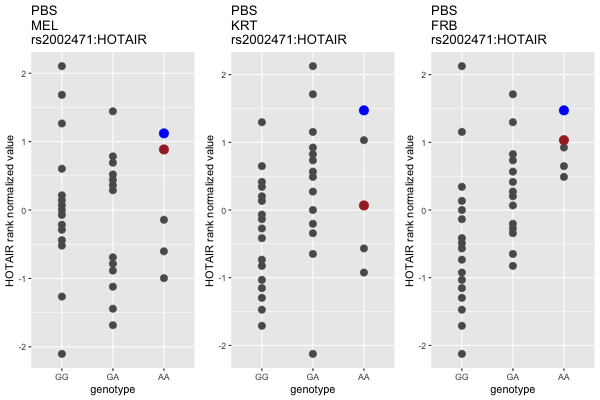 PBS
MEL
rs2002471:HOTAIR
HOTAIR rank normalized value
2
1
0
-1
-2
GG GA AA
genotype
PBS
KRT
rs2002471:HOTAIR
HOTAIR rank normalized value
2
1
0
-1
-2
GG GA AA
genotype
PBS
FRB
rs2002471:HOTAIR
HOTAIR rank normalized value
2
1
0
-1
-2
GG GA AA
genotype